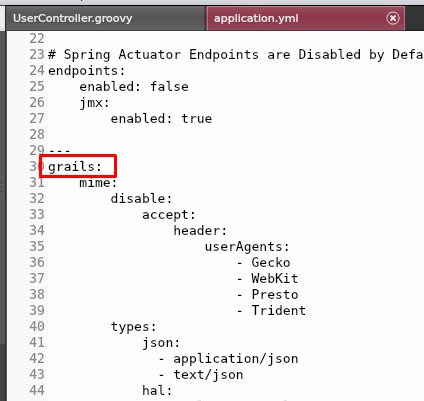 UserController.groovy application.yml
22
23 # Spring Actuator Endpoints are Disabled by Defa
24 endpoints:
25     enabled: false
26     jmx:
27         enabled: true
28
29 ---
30 grails:
31     mime:
32         disable:
33             accept:
34                 header:
35                     userAgents:
36                         - Gecko
37                         - WebKit
38                         - Presto
39                         - Trident
40         types:
41             json:
42               - application/json
43               - text/json
44             hal: